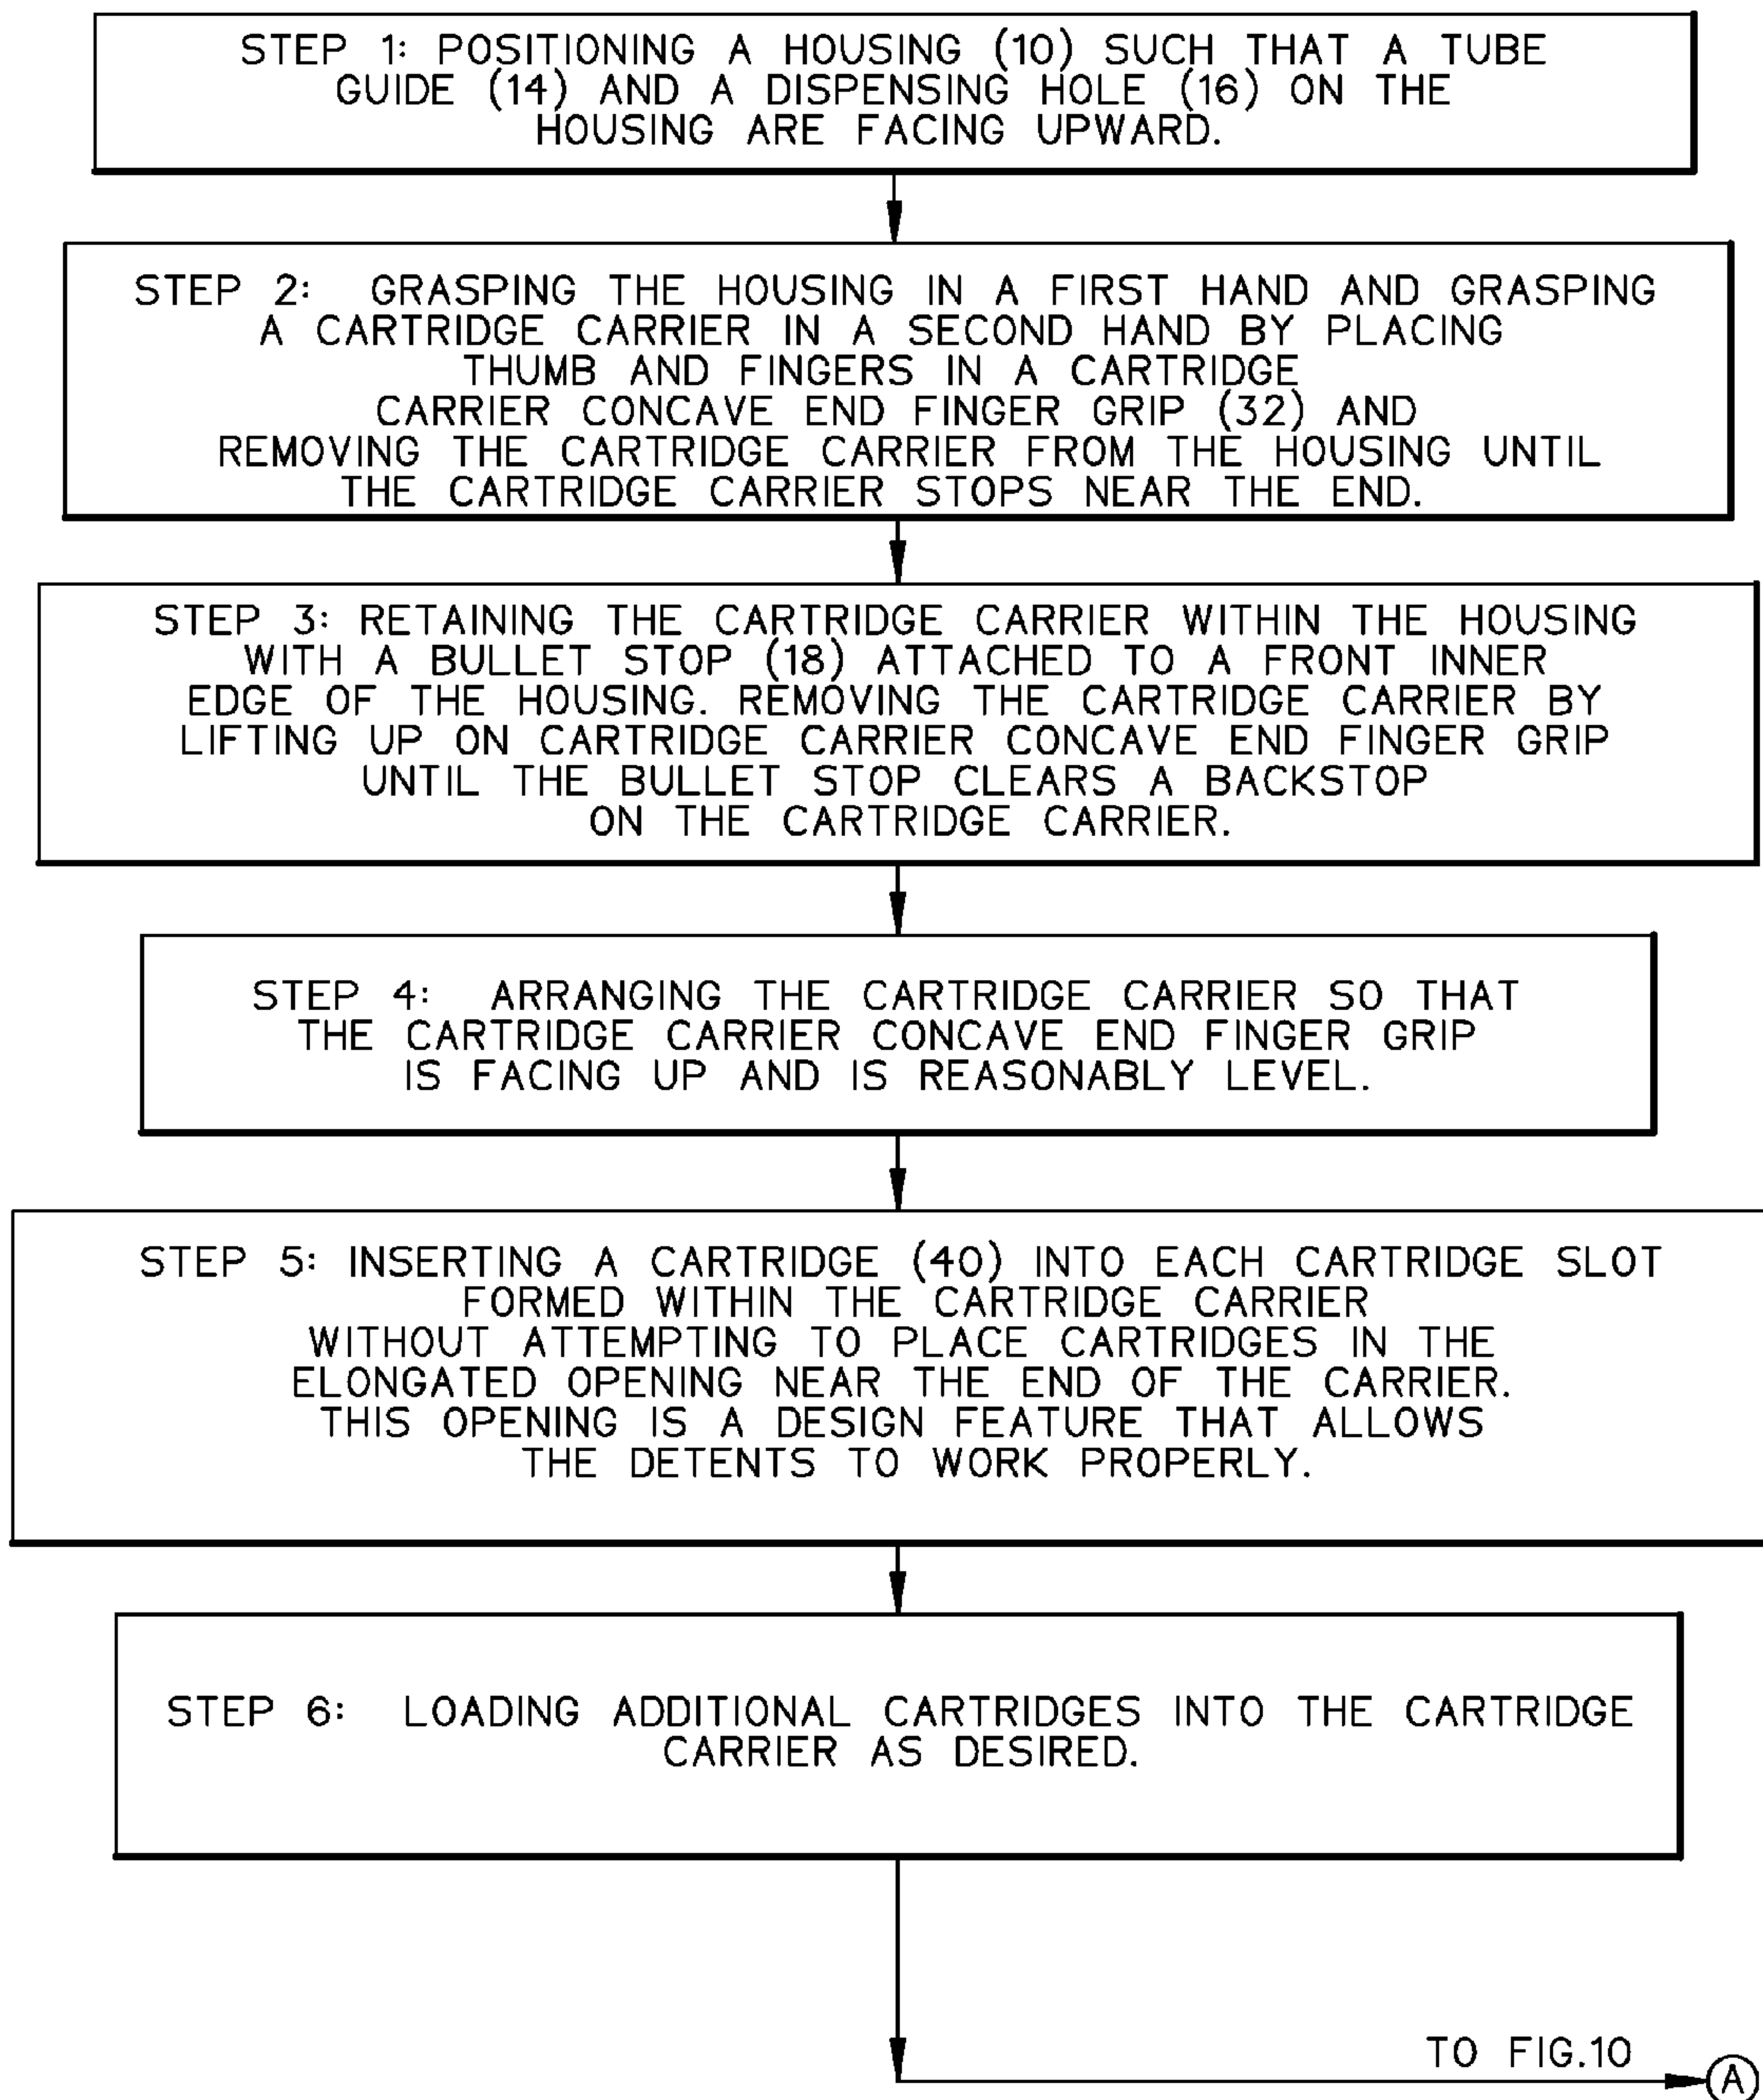 STEP 1: POSITIONING A HOUSING (10) SUCH THAT A TUBE
GUIDE (14) AND A DISPENSING HOLE (16) ON THE
HOUSING ARE FACING UPWARD.
STEP 2: GRASPING THE HOUSING IN A FIRST HAND AND GRASPING
A CARTRIDGE CARRIER IN A SECOND HAND BY PLACING
THUMB AND FINGERS IN A CARTRIDGE
CARRIER CONCAVE END FINGER GRIP (32) AND
REMOVING THE CARTRIDGE CARRIER FROM THE HOUSING UNTIL
THE CARTRIDGE CARRIER STOPS NEAR THE END.
STEP 3: RETAINING THE CARTRIDGE CARRIER WITHIN THE HOUSING
WITH A BULLET STOP (18) ATTACHED TO A FRONT INNER
EDGE OF THE HOUSING. REMOVING THE CARTRIDGE CARRIER BY
LIFTING UP ON CARTRIDGE CARRIER CONCAVE END FINGER GRIP
UNTIL THE BULLET STOP CLEARS A BACKSTOP
ON THE CARTRIDGE CARRIER.
STEP 4: ARRANGING THE CARTRIDGE CARRIER SO THAT
THE CARTRIDGE CARRIER CONCAVE END FINGER GRIP
IS FACING UP AND IS REASONABLY LEVEL.
STEP 5: INSERTING A CARTRIDGE (40) INTO EACH CARTRIDGE SLOT
FORMED WITHIN THE CARTRIDGE CARRIER
WITHOUT ATTEMPTING TO PLACE CARTRIDGES IN THE
ELONGATED OPENING NEAR THE END OF THE CARRIER.
THIS OPENING IS A DESIGN FEATURE THAT ALLOWS
THE DETENTS TO WORK PROPERLY.
STEP 6: LOADING ADDITIONAL CARTRIDGES INTO THE CARTRIDGE
CARRIER AS DESIRED.
TO FIG.10
A